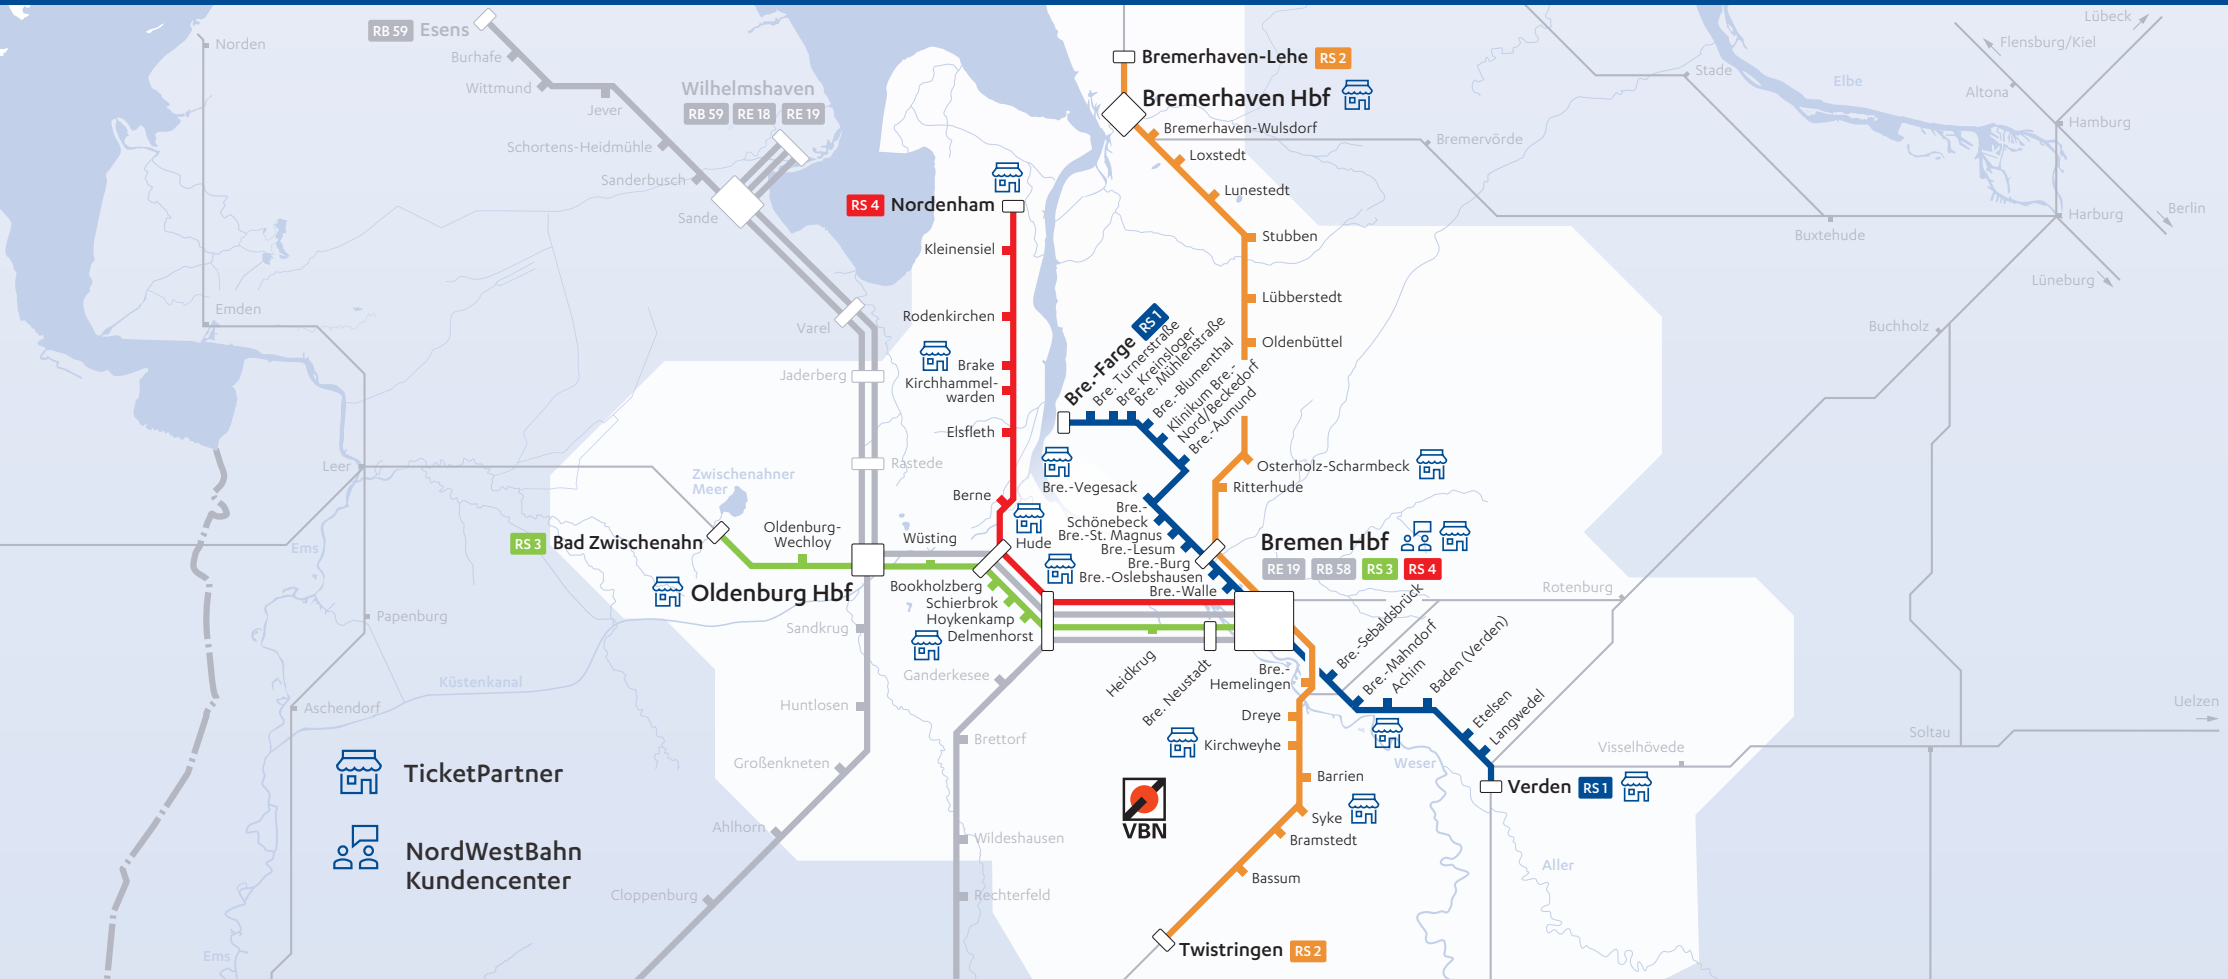 RB 59 Esens
Burhafe
Wittmund
Jever
Schortens-Heidmühle
Sanderbusch
Sande
Norden
Emden
Wilhelmshaven
RB 59 RE 18 RE 19
Varel
Jaderberg
Rastede
Leer
Zwischenahner
Meer
RS 3 Bad Zwischenahn
Oldenburg-
Wechloy
Oldenburg Hbf
Wüsting
Sandkrug
Huntlosen
Großenkneten
Ahlhorn
Cloppenburg
Ems
Papenburg
Küstenkanal
Aschendorf
Ems
RS 4 Nordenham
Kleinensiel
Rodenkirchen
Brake
Kirchhammel-
warden
Elsfleth
Berne
Hude
Bookholzberg
Schierbrok
Hoykenkamp
Delmenhorst
Ganderkesee
Brettorf
Wildeshausen
Rechterfeld
Heidkrug
Bre. Neustadt
Bremerhaven-Lehe RS 2
Bremerhaven Hbf
Bremerhaven-Wulsdorf
Loxstedt
Lunestedt
Stubben
Lübberstedt
Oldenbüttel
Osterholz-Scharmbeck
Ritterhude
Bre.-Farge RS 1
Bre. Turnerstraße
Bre. Kreinsloger
Bre. Mühlenstraße
Bre.-Blumenthal
Klinikum Bre.-
Nord/Beckedorf
Bre.-Aumund
Bre.-Vegesack
Bre.-
Schönebeck
Bre.-St. Magnus
Bre.-Lesum
Bre.-Burg
Bre.-Oslebshausen
Bre.-Walle
Bremen Hbf
RE 19 RB 58 RS 3 RS 4
Bre.-
Hemelingen
Dreye
Kirchweyhe
Barrien
Syke
Bramstedt
Bassum
Twistringen RS 2
Bre.-Sebaldsbrück
Bre.-Mahndorf
Achim
Baden (Verden)
Etelsen
Langwedel
Verden RS 1
Weser
Aller
Bremervörde
Stade
Elbe
Lübeck
Flensburg/Kiel
Altona
Hamburg
Harburg
Berlin
Buxtehude
Lüneburg
Buchholz
Rotenburg
Visselhövede
Soltau
Uelzen
VBN
TicketPartner
NordWestBahn
Kundencenter